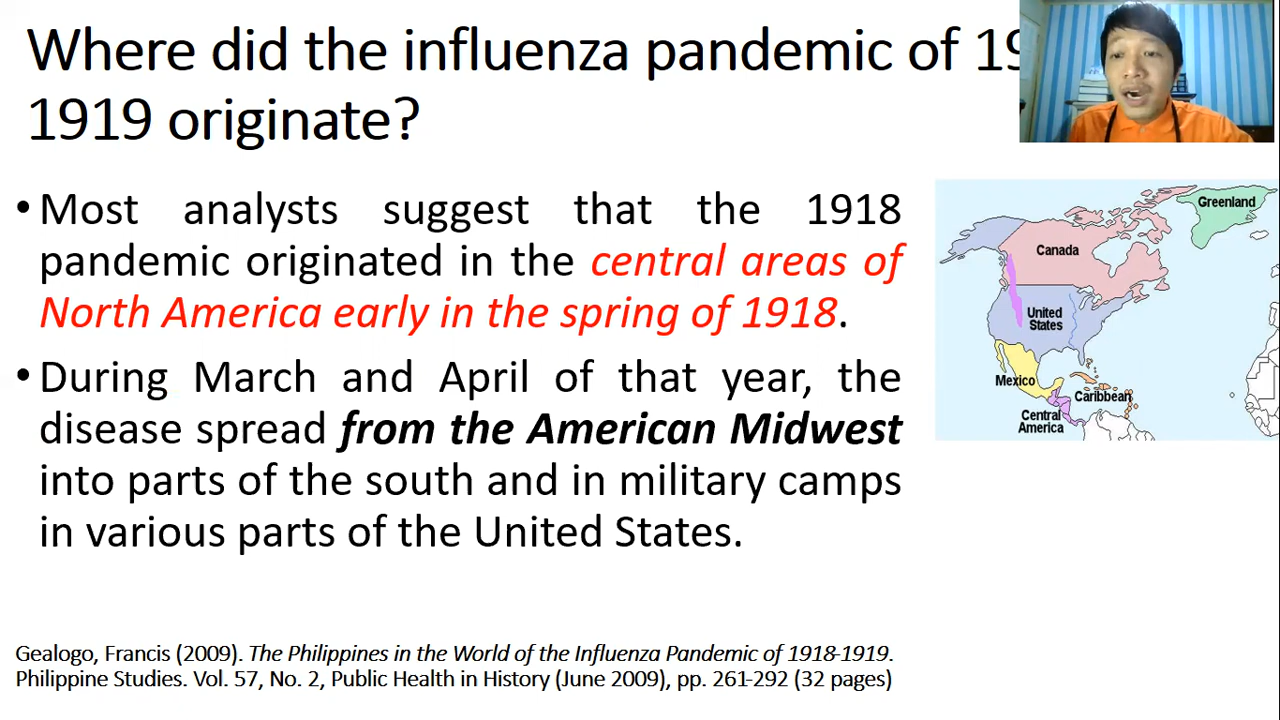 Where did the influenza pandemic of
1919 originate?
• Most analysts suggest that the 1918
pandemic originated in the central areas of
North America early in the spring of 1918.
• During March and April of that year, the
disease spread from the American Midwest
into parts of the south and in military camps
in various parts of the United States.
Greenland
Canada
United
States
Mexico
Caribbean
Central
America
Gealogo, Francis (2009). The Philippines in the World of the Influenza Pandemic of 1918-1919.
Philippine Studies. Vol. 57, No. 2, Public Health in History (June 2009), pp. 261-292 (32 pages)